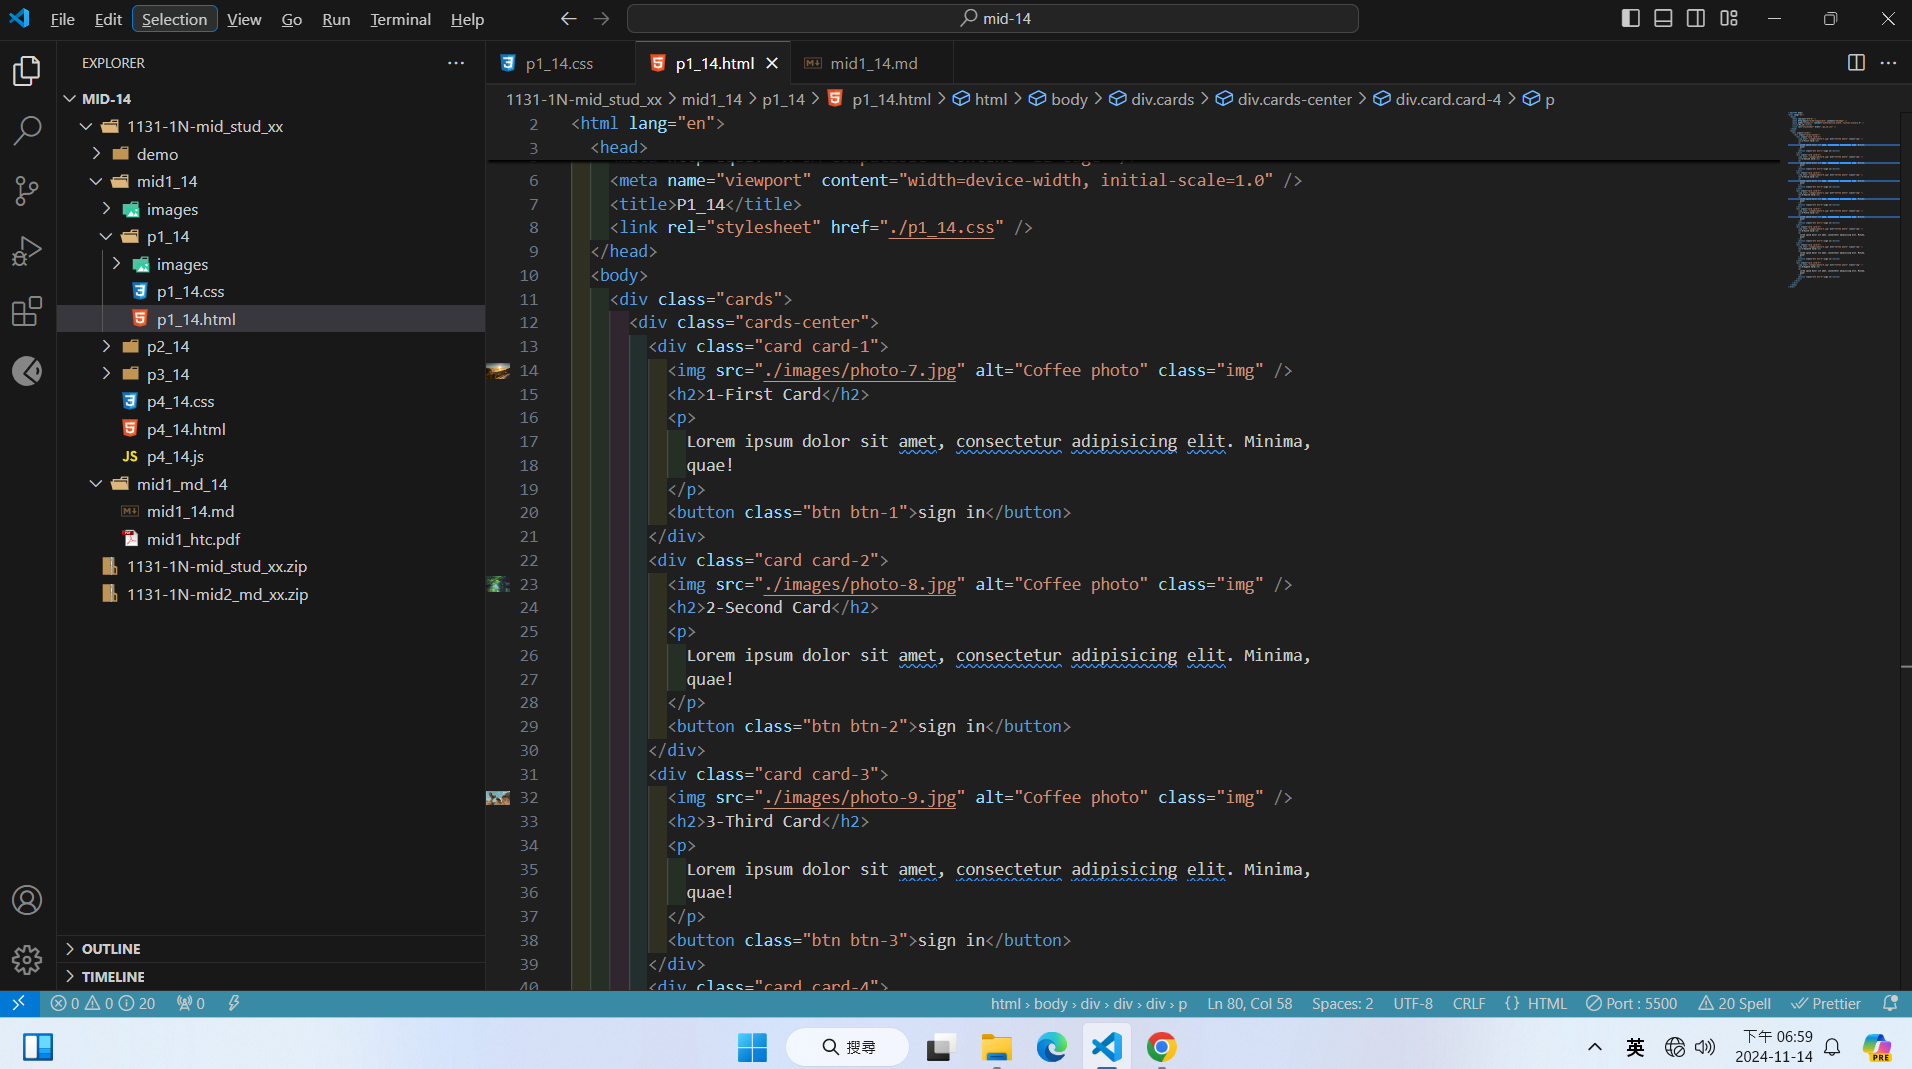 File Edit Selection View Go Run Terminal Help
mid-14
EXPLORER
p1_14.css
p1_14.html
mid1_14.md
MID-14
1131-1N-mid_stud_xx
demo
mid1_14
images
p1_14
images
p1_14.css
p1_14.html
p2_14
p3_14
p4_14.css
p4_14.html
JS p4_14.js
mid1_md_14
mid1_14.md
mid1_htc.pdf
1131-1N-mid_stud_xx.zip
1131-1N-mid2_md_xx.zip
OUTLINE
TIMELINE
1131-1N-mid_stud_xx > mid1_14 > p1_14 > p1_14.html > html > body > div.cards > div.cards-center > div.card.card-4 > p
2 <html lang="en">
3 <head>
6 <meta name="viewport" content="width=device-width, initial-scale=1.0" />
7 <title>P1_14</title>
8 <link rel="stylesheet" href="./p1_14.css" />
9 </head>
10 <body>
11 <div class="cards">
12 <div class="cards-center">
13 <div class="card card-1">
14 <img src="./images/photo-7.jpg" alt="Coffee photo" class="img" />
15 <h2>1-First Card</h2>
16 <p>
17 Lorem ipsum dolor sit amet, consectetur adipisicing elit. Minima,
18 quae!
19 </p>
20 <button class="btn btn-1">sign in</button>
21 </div>
22 <div class="card card-2">
23 <img src="./images/photo-8.jpg" alt="Coffee photo" class="img" />
24 <h2>2-Second Card</h2>
25 <p>
26 Lorem ipsum dolor sit amet, consectetur adipisicing elit. Minima,
27 quae!
28 </p>
29 <button class="btn btn-2">sign in</button>
30 </div>
31 <div class="card card-3">
32 <img src="./images/photo-9.jpg" alt="Coffee photo" class="img" />
33 <h2>3-Third Card</h2>
34 <p>
35 Lorem ipsum dolor sit amet, consectetur adipisicing elit. Minima,
36 quae!
37 </p>
38 <button class="btn btn-3">sign in</button>
39 </div>
40 <div class="card card-4">
0 0 20 0
html › body › div › div › div › p Ln 80, Col 58 Spaces: 2 UTF-8 CRLF {} HTML Port : 5500 20 Spell Prettier
搜尋
英
下午 06:59
2024-11-14
PRE